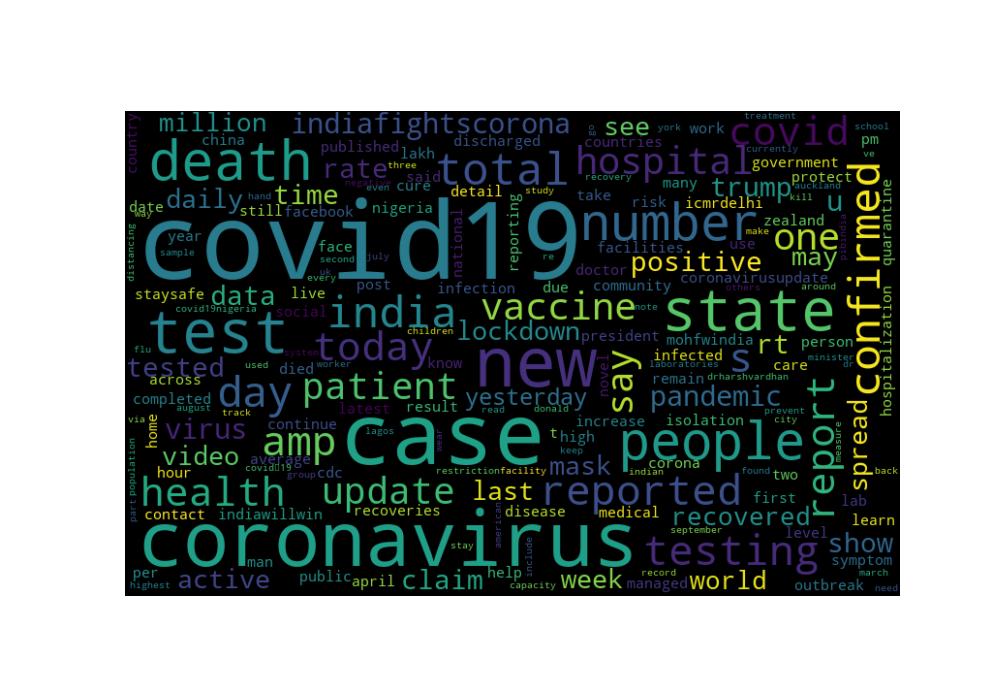 country
million
china
indiafightscorona
published
lakh
discharged
see
go
york
work
countries
treatment
covid
currently
school
ve
pm
death
rate
three
said
negative
even
cure
total
detail
study
hospital
recovery
many
trump
government
protect
auckland
kill
date
way
daily
time
hand
still
facebook
nigeria
national
reporting
take
risk
icmrdelhi
make
u
zealand
pibindia
confirmed
quarantine
distancing
year
sample
covid19
face
second
july
uk
every
post
infection
re
due
number
facilities
use
doctor
positive
community
coronavirusupdate
one
may
staysafe
data
live
covid19nigeria
social
india
vaccine
note
state
others
around
hospitalization
test
flu
system
children
today
lockdown
president
mohfwindia
person
minister
tested
used
died
worker
know
new
novel
say
infected
s
rt
laboratories
care
dr
across
completed
august
via
track
day
patient
latest
result
yesterday
read
donald
remain
drharshvardhan
prevent
pandemic
city
report
measure
spread
home
virus
continue
lagos
amp
case
wear
t
high
keep
increase
isolation
people
video
average
covid-19
group
cdc
restriction
facility
indian
mask
corona
found
two
back
hour
part
population
health
update
last
reported
first
lab
contact
indiawillwin
recoveries
disease
medical
recovered
level
learn
coronavirus
stay
american
include
september
testing
show
symptom
man
per
highest
active
public
april
claim
help
capacity
week
record
managed
world
outbreak
march
need